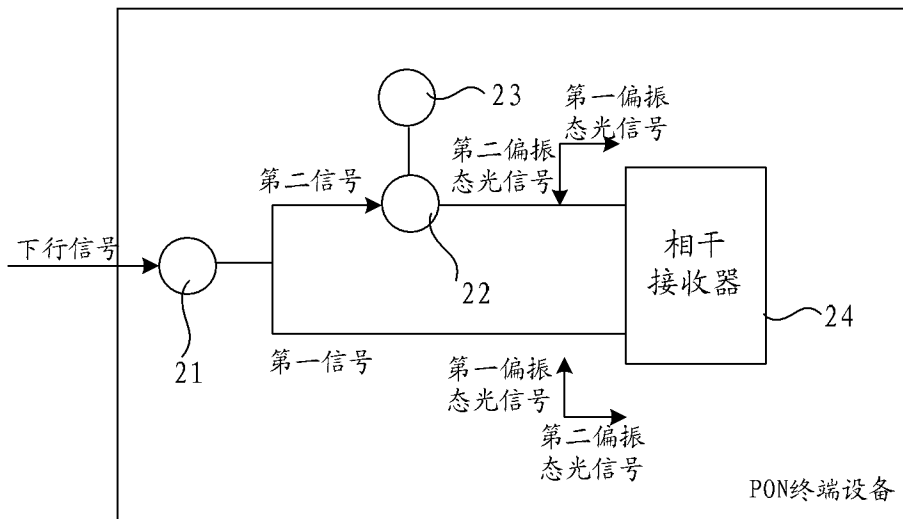 23
第一偏振
态光信号
第二偏振
态光信号
第二信号
下行信号
22
相干
接收器
21
24
第一信号
第一偏振
态光信号
第二偏振
态光信号
PON终端设备